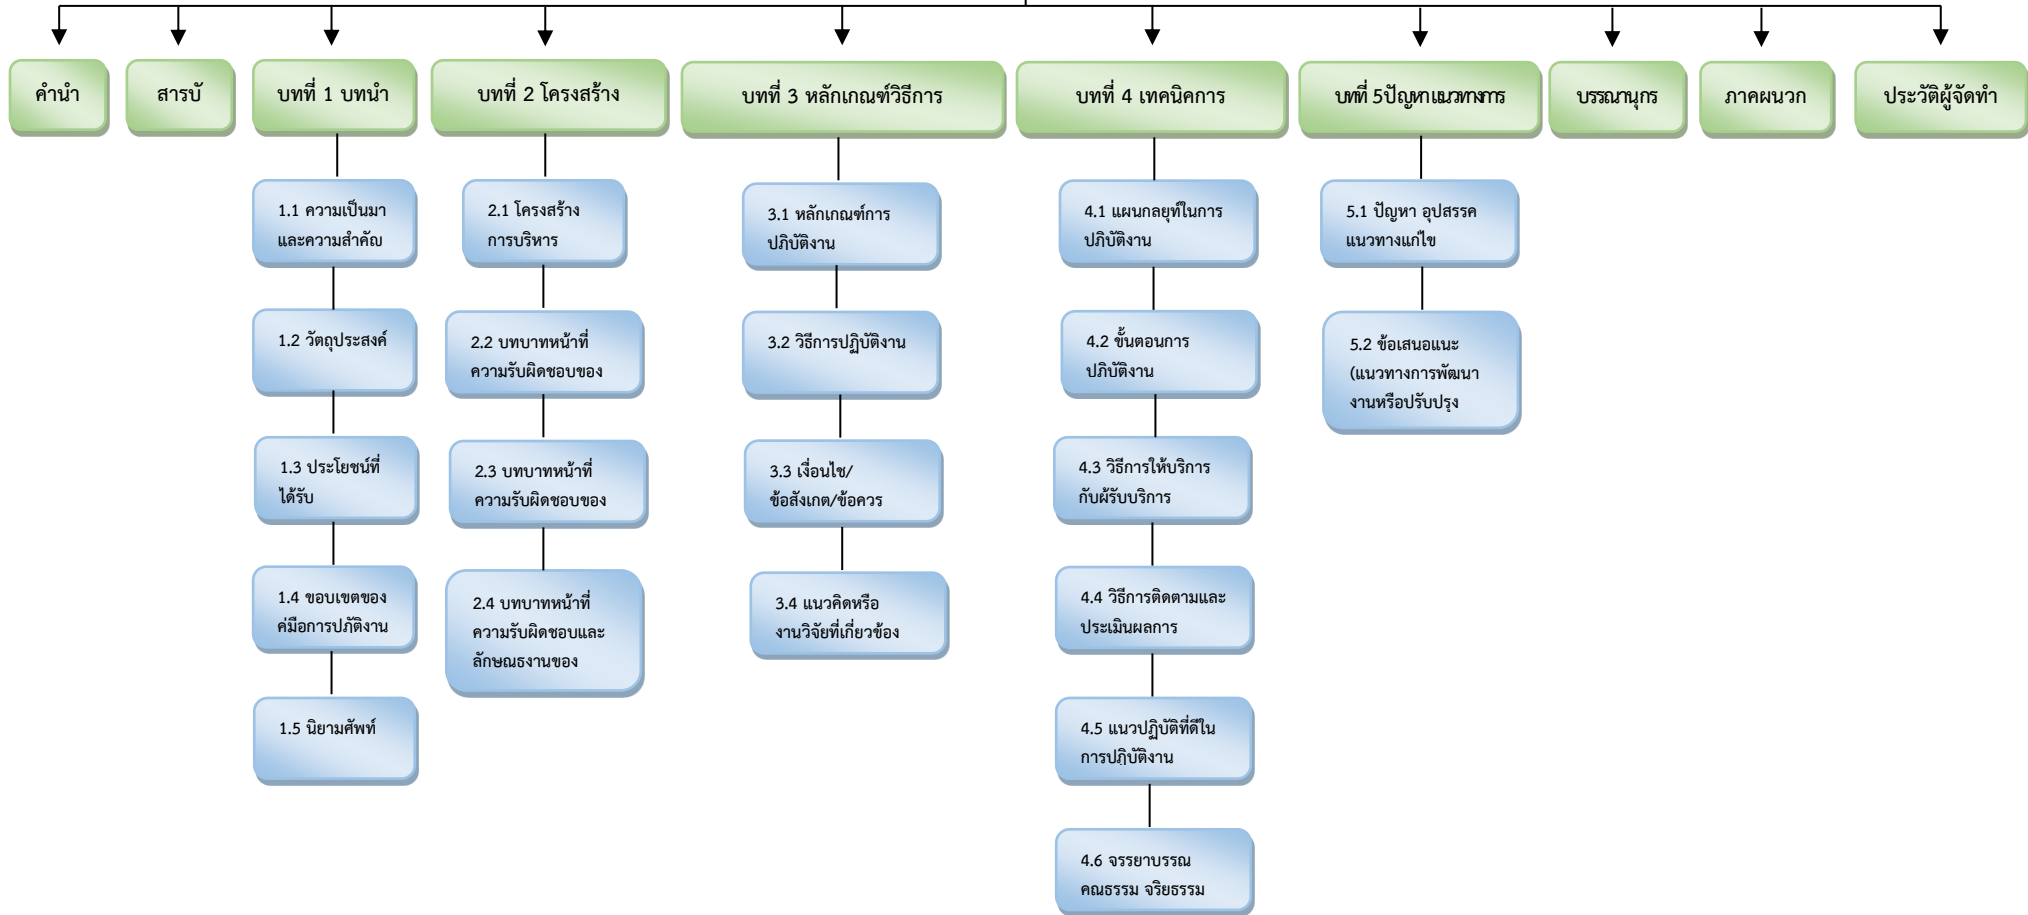 คำนำ
สารบั
บทที่ 1 บทนำ
บทที่ 2 โครงสร้าง
บทที่ 3 หลักเกณฑ์วิธีการ
บทที่ 4 เทคนิคการ
บทที่ 5ปัญหาแนวทางการ
บรรณานุกร
ภาคผนวก
ประวัติผู้จัดทำ
1.1 ความเป็นมา
และความสำคัญ
1.2 วัตถุประสงค์
1.3 ประโยชน์ที่
ได้รับ
1.4 ขอบเขตของ
คู่มือการปฏัติงาน
1.5 นิยามศัพท์
2.1 โครงสร้าง
การบริหาร
2.2 บทบาทหน้าที่
ความรับผิดชอบของ
2.3 บทบาทหน้าที่
ความรับผิดชอบของ
2.4 บทบาทหน้าที่
ความรับผิดชอบและ
ลักษณธงานของ
3.1 หลักเกณฑ์การ
ปฏิบัติงาน
3.2 วิธีการปฏิบัติงาน
3.3 เงื่อนไช/
ข้อสังเกต/ข้อควร
3.4 แนวคิดหรือ
งานวิจัยที่เกี่ยวข้อง
4.1 แผนกลยุท์ในการ
ปฏิบัติงาน
4.2 ขั้นตอนการ
ปฏิบัติงาน
4.3 วิธีการให้บริการ
กับผู้รับบริการ
4.4 วิธีการติดตามและ
ประเมินผลการ
4.5 แนวปฏิบัติที่ดีใน
การปฏิบัติงาน
4.6 จรรยาบรรณ
คุณธรรม จริยธรรม
5.1 ปัญหา อุปสรรค
แนวทางแก้ไข
5.2 ข้อเสนอแนะ
(แนวทางการพัฒนา
งานหรือปรับปรุง